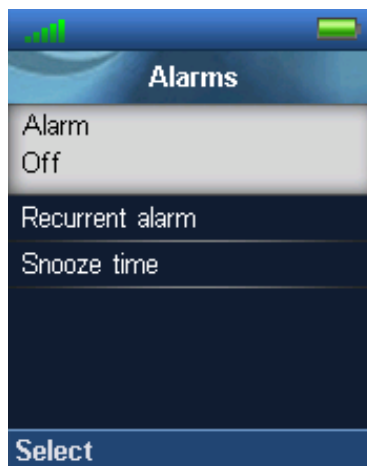 Alarms
Alarm
Off
Recurrent alarm
Snooze time
Select